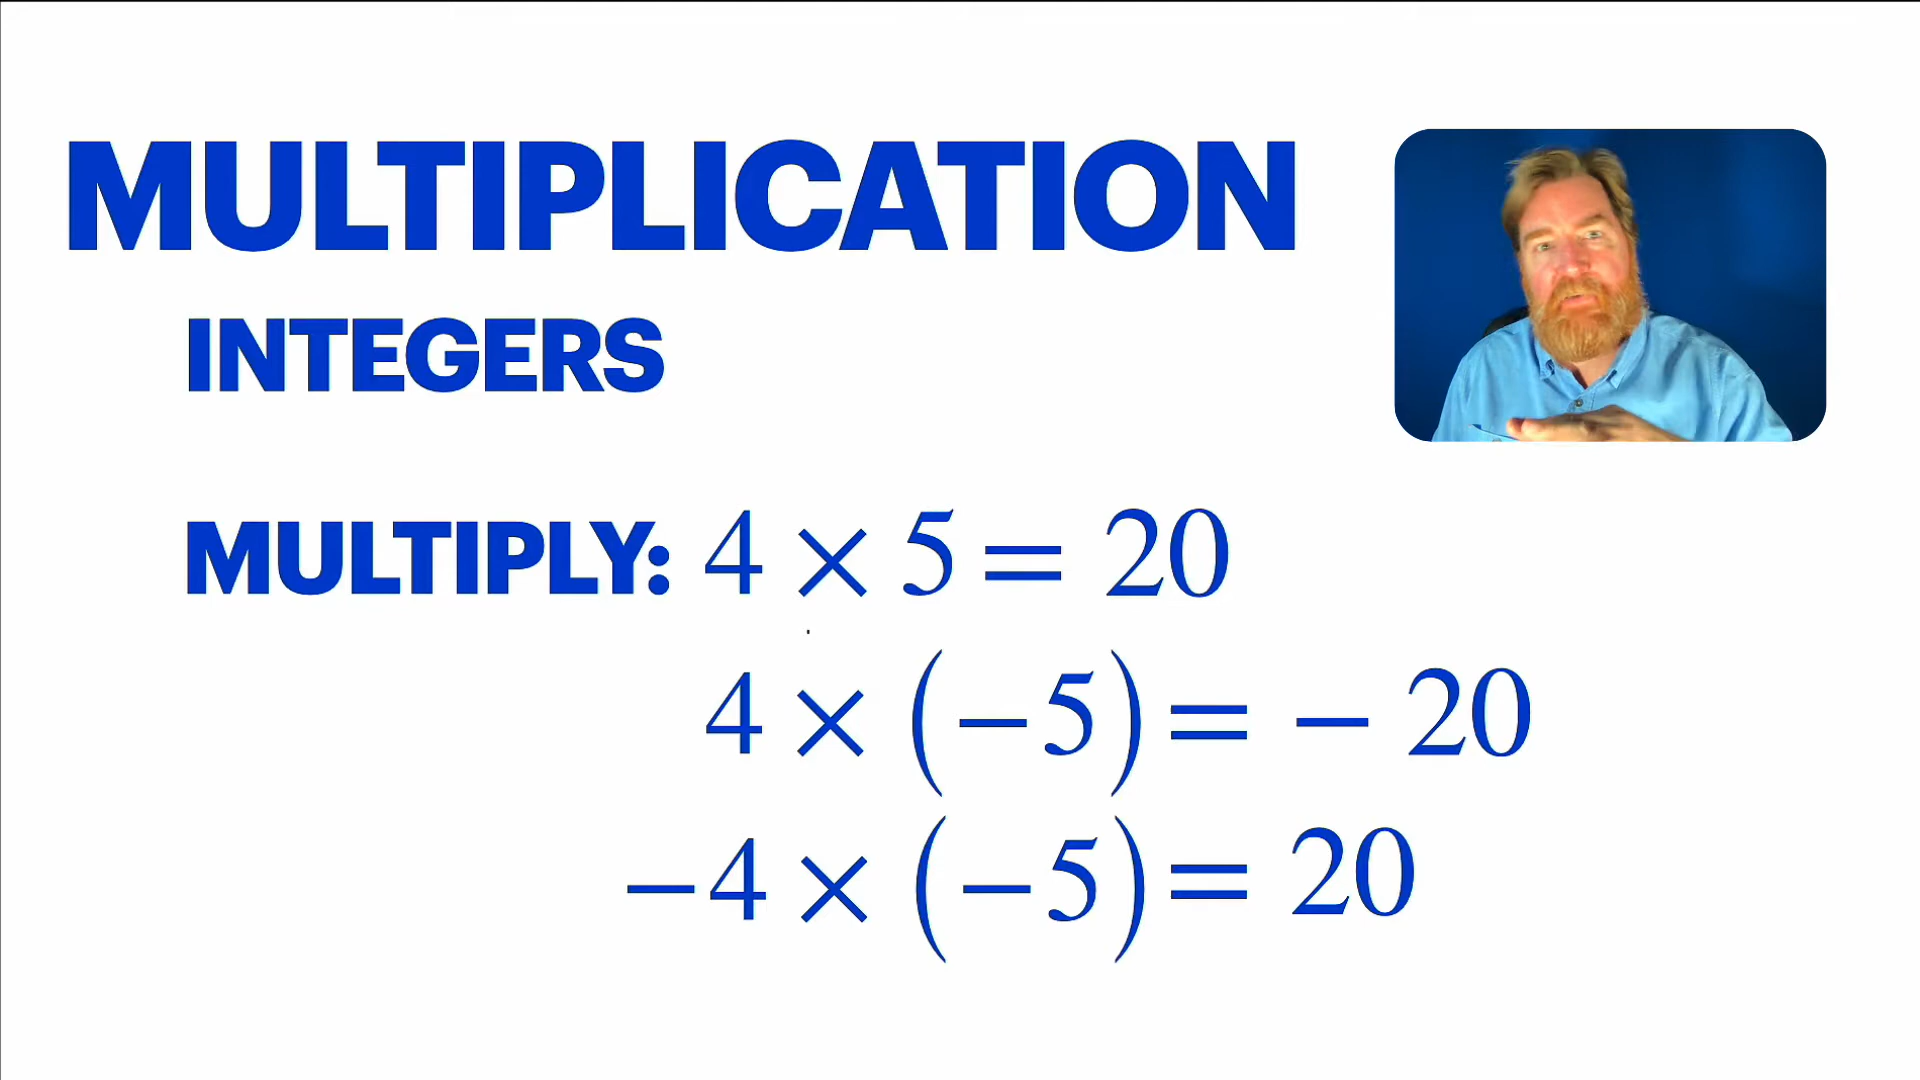 MULTIPLICATION
INTEGERS
MULTIPLY: 4 × 5 = 20
4 × (−5) = − 20
−4 × (−5) = 20